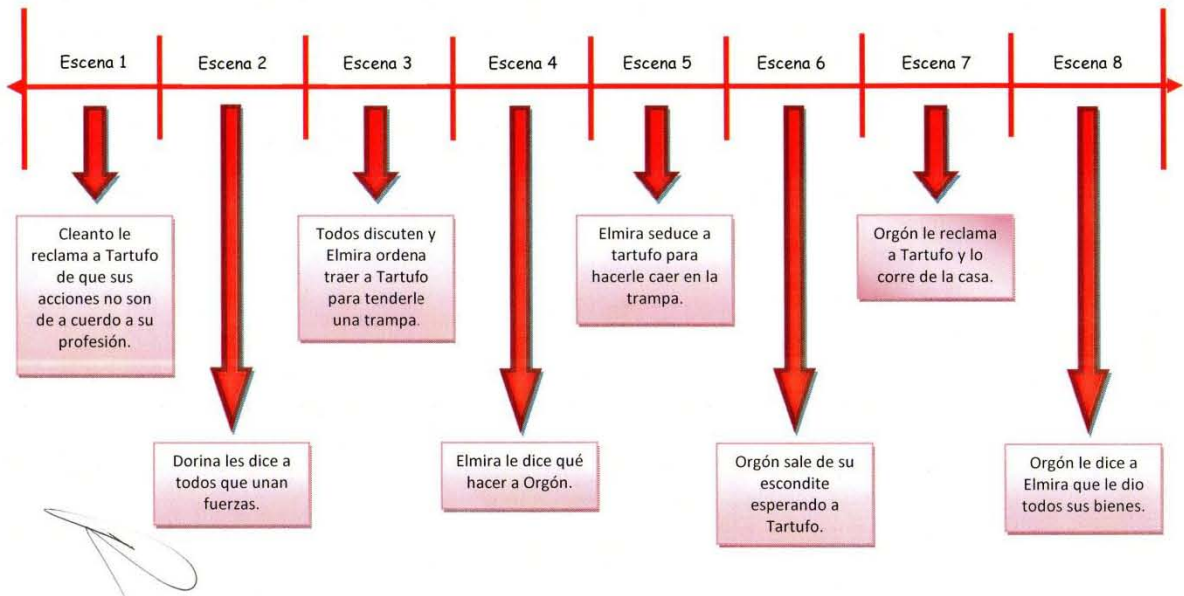 Escena 1
Escena 2
Escena 3
Escena 4
Escena 5
Escena 6
Escena 7
Escena 8
Cleanto le
reclama a Tartufo
de que sus
acciones no son
de a cuerdo a su
profesión.
Todos discuten y
Elmira ordena
traer a Tartufo
para tenderle
una trampa.
Elmira seduce a
tartufo para
hacerle caer en la
trampa.
Orgón le reclama
a Tartufo y lo
corre de la casa.
Dorina les dice a
todos que unan
fuerzas.
Elmira le dice qué
hacer a Orgón.
Orgón sale de su
escondite
esperando a
Tartufo.
Orgón le dice a
Elmira que le dio
todos sus bienes.